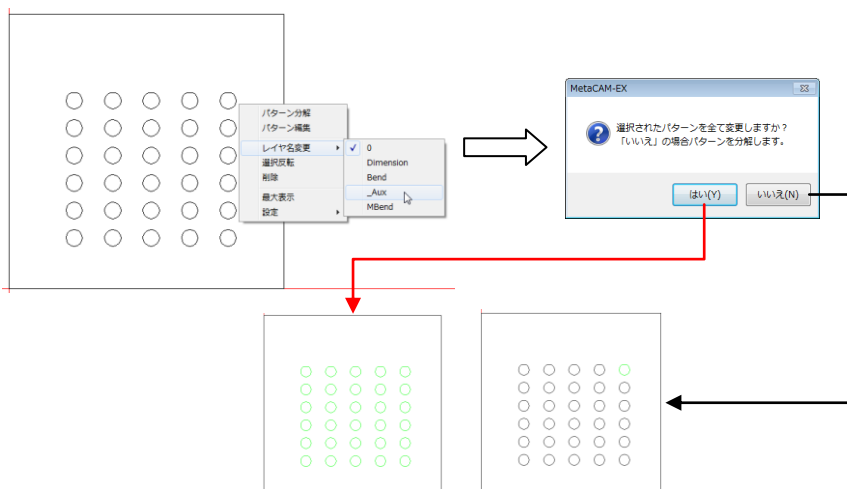 パターン分解
パターン編集
レイヤ名変更
選択反転
削除
最大表示
設定
0
Dimension
Bend
_Aux
MBend
MetaCAM-EX
選択されたパターンを全て変更しますか？
「いいえ」の場合パターンを分解します。
はい(Y)
いいえ(N)